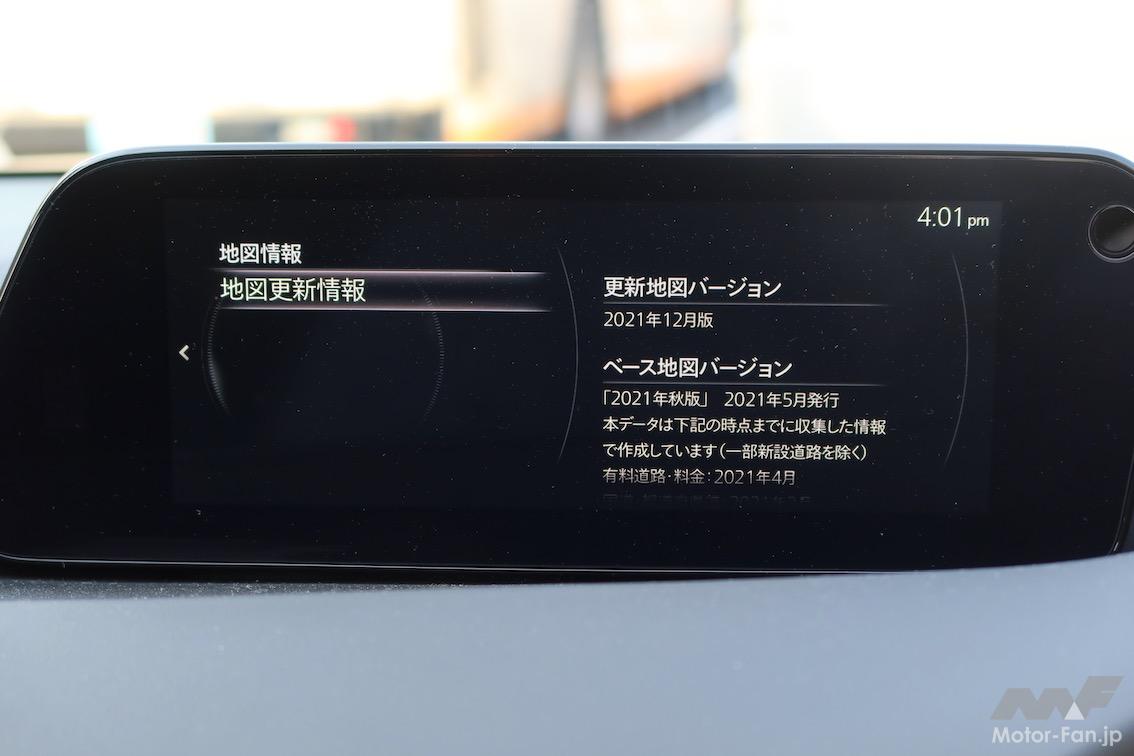 4:01pm
地図情報
地図更新情報
更新地図バージョン
2021年12月版
ベース地図バージョン
「2021年秋版」 2021年5月発行
本データは下記の時点までに収集した情報
で作成しています(一部新設道路を除く)
有料道路・料金：2021年4月
Motor-Fan.jp